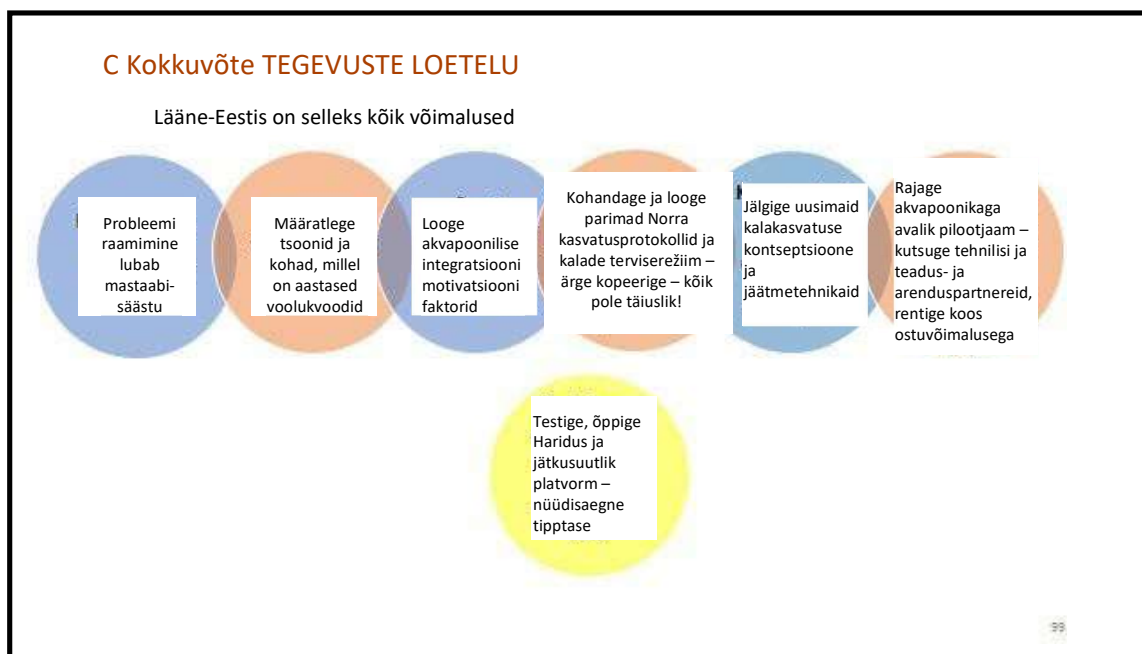 C Kokkuvõte TEGEVUSTE LOETELU
Lääne-Eestis on selleks kõik võimalused
Probleemi
raamimine
lubab
mastaabi-
säästu
Määratlege
tsoonid ja
kohad, millel
on aastased
voolukvoodid
Looge
akvapoonilise
integratsiooni
motivatsiooni
faktorid
Kohandage ja looge
parimad Norra
kasvatusprotokollid ja
kalade terviserežiim –
ärge kopeerige – kõik
pole täiuslik!
Jälgige uusimaid
kalakasvatuse
kontseptsioone
ja
jäätmetehnikaid
Rajage
akvapoonikaga
avalik pilootjaam –
kutsuge tehnilisi ja
teadus- ja
arenduspartnereid,
rentige koos
ostuvõimalusega
Testige, õppige
Haridus ja
jätkusuutlik
platvorm –
nüüdisaegne
tipptase
99